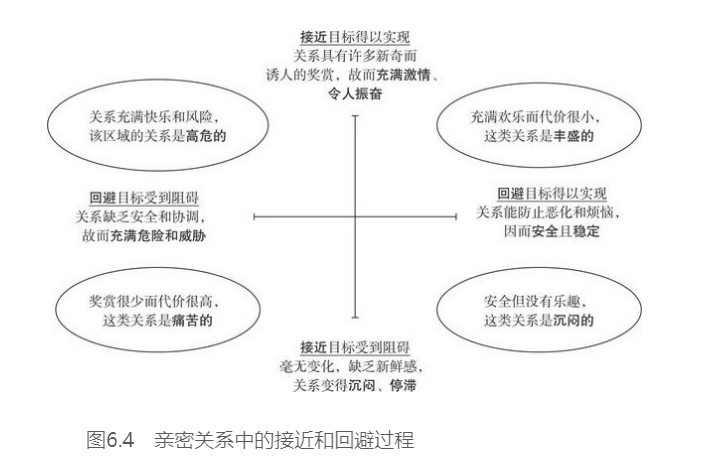 接近目标得以实现
关系具有许多新奇而
诱人的奖赏，故而充满激情、
令人振奋
关系充满快乐和风险，
该区域的关系是高危的
充满欢乐而代价很小，
这类关系是丰盛的
回避目标受到阻碍
关系缺乏安全和协调，
故而充满危险和威胁
回避目标得以实现
关系能防止恶化和烦恼，
因而安全且稳定
奖赏很少而代价很高，
这类关系是痛苦的
安全但没有乐趣，
这类关系是沉闷的
接近目标受到阻碍
毫无变化，缺乏新鲜感，
关系变得沉闷、停滞
图6.4 亲密关系中的接近和回避过程